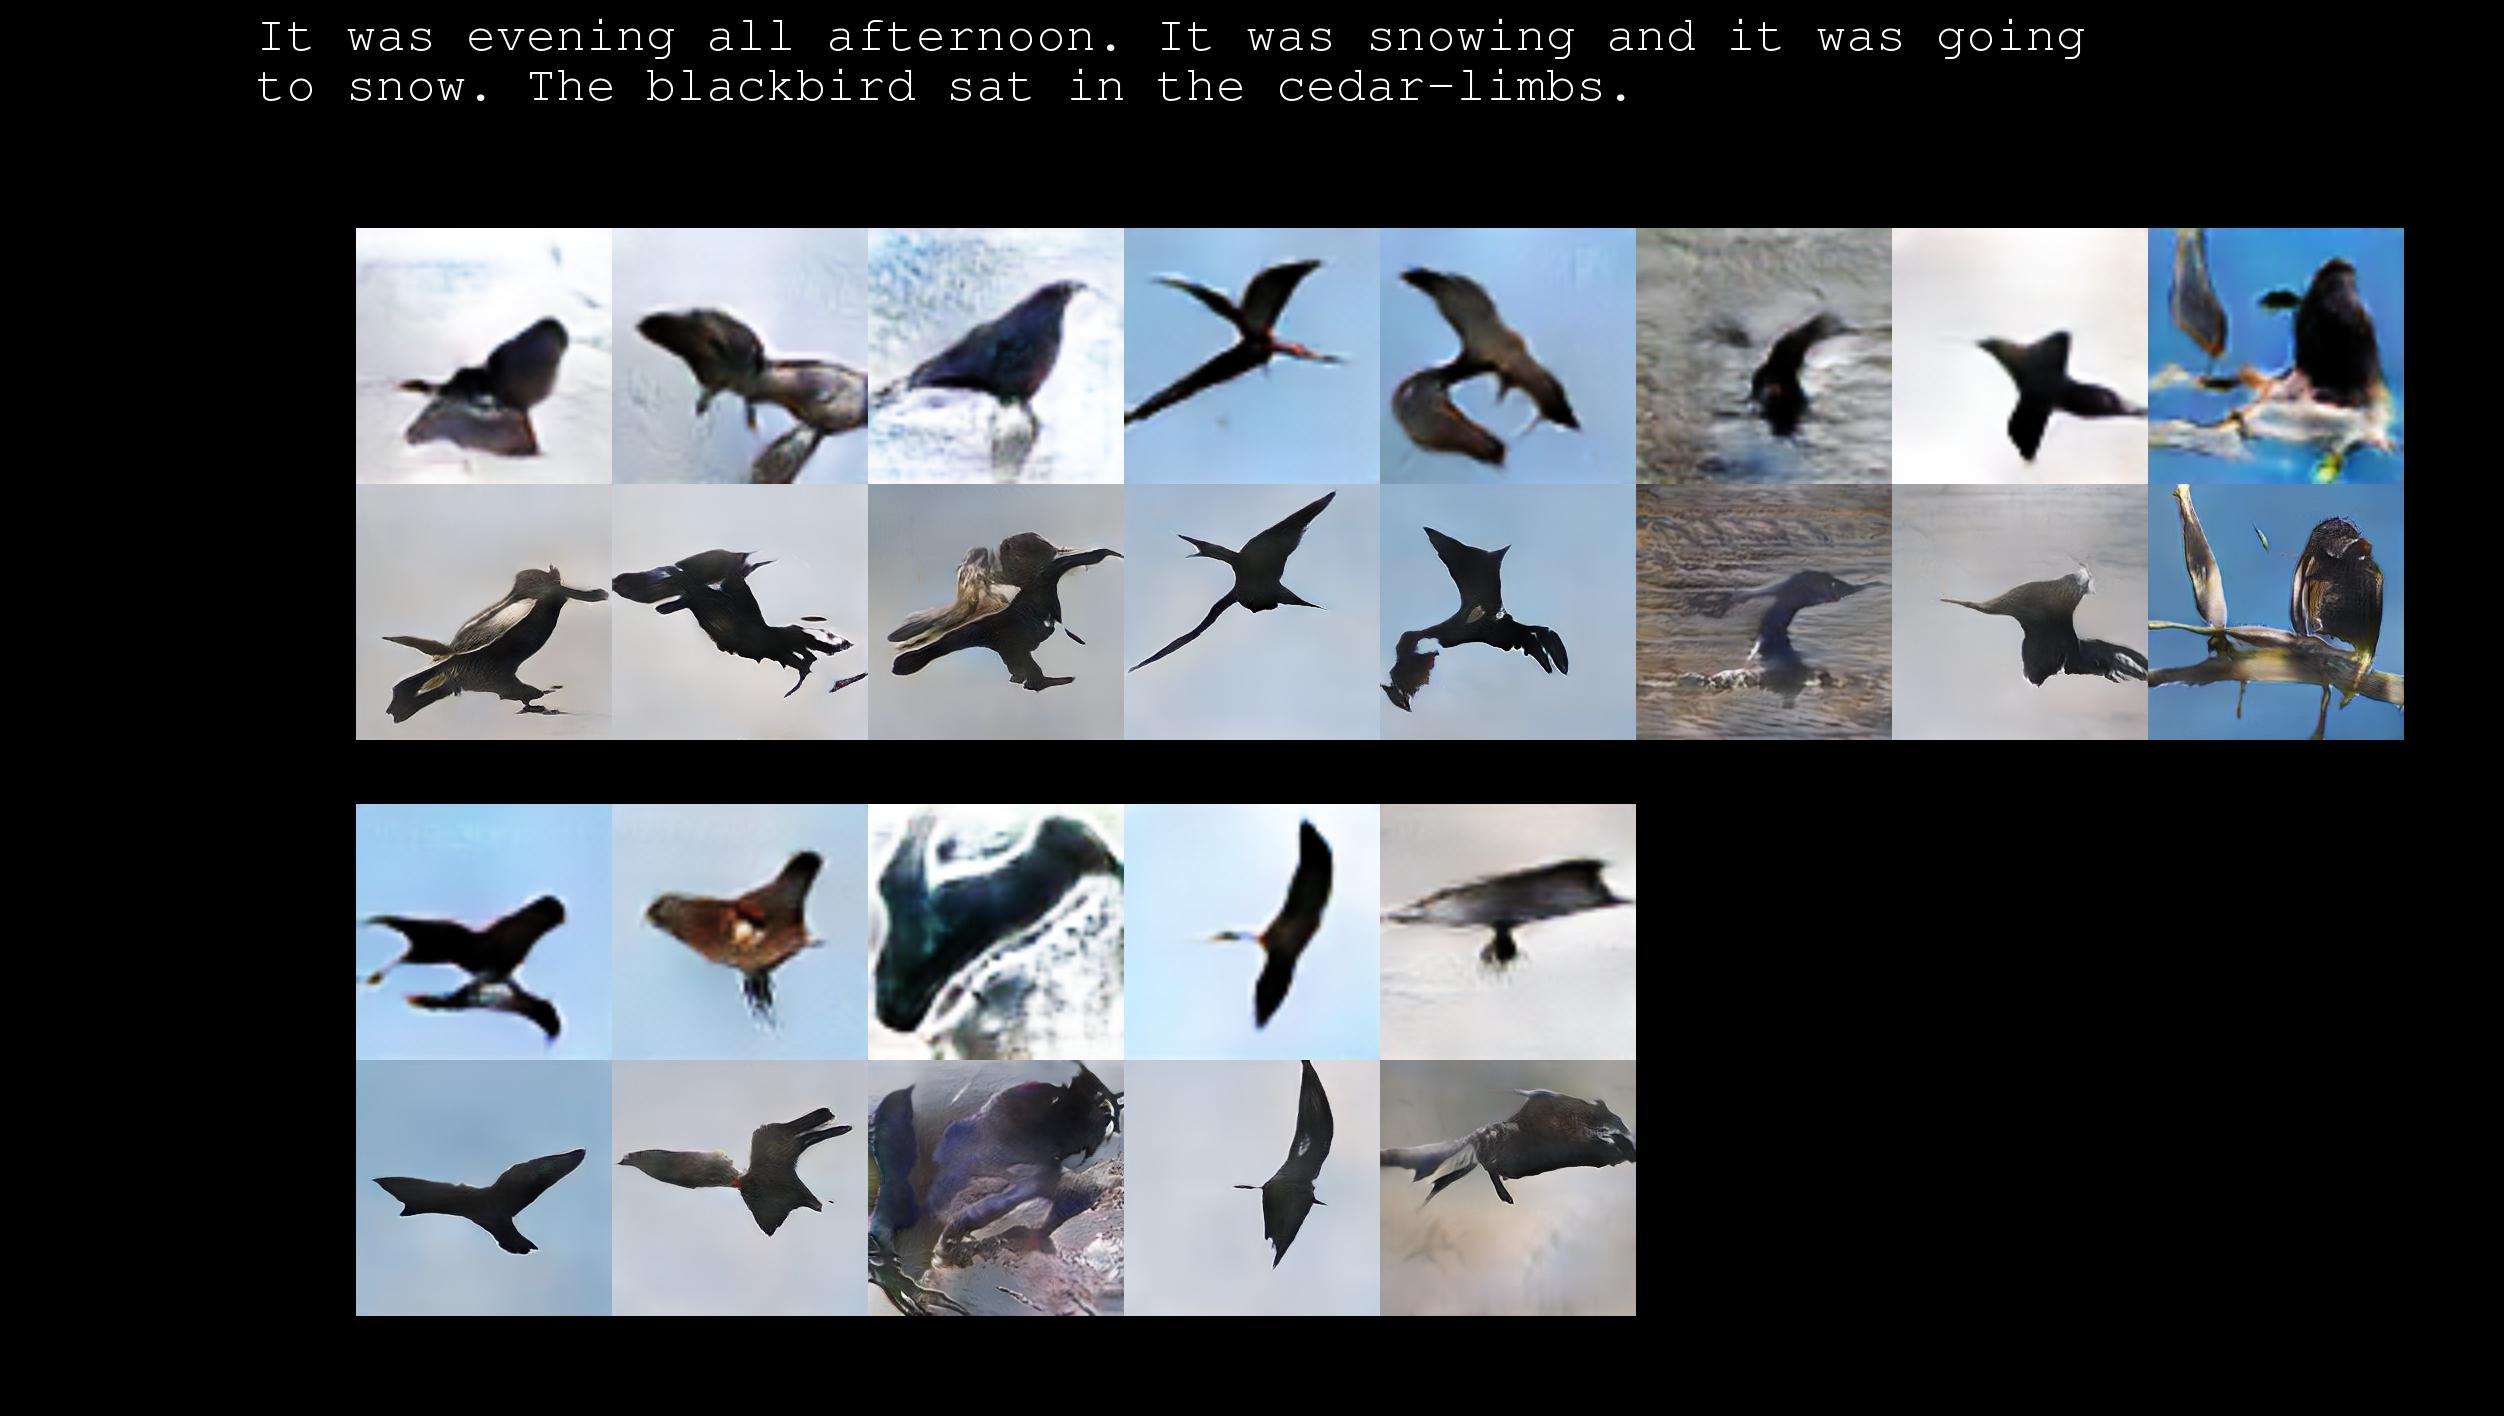 It was evening all afternoon. It was snowing and it was going
to snow. The blackbird sat in the cedar-limbs.